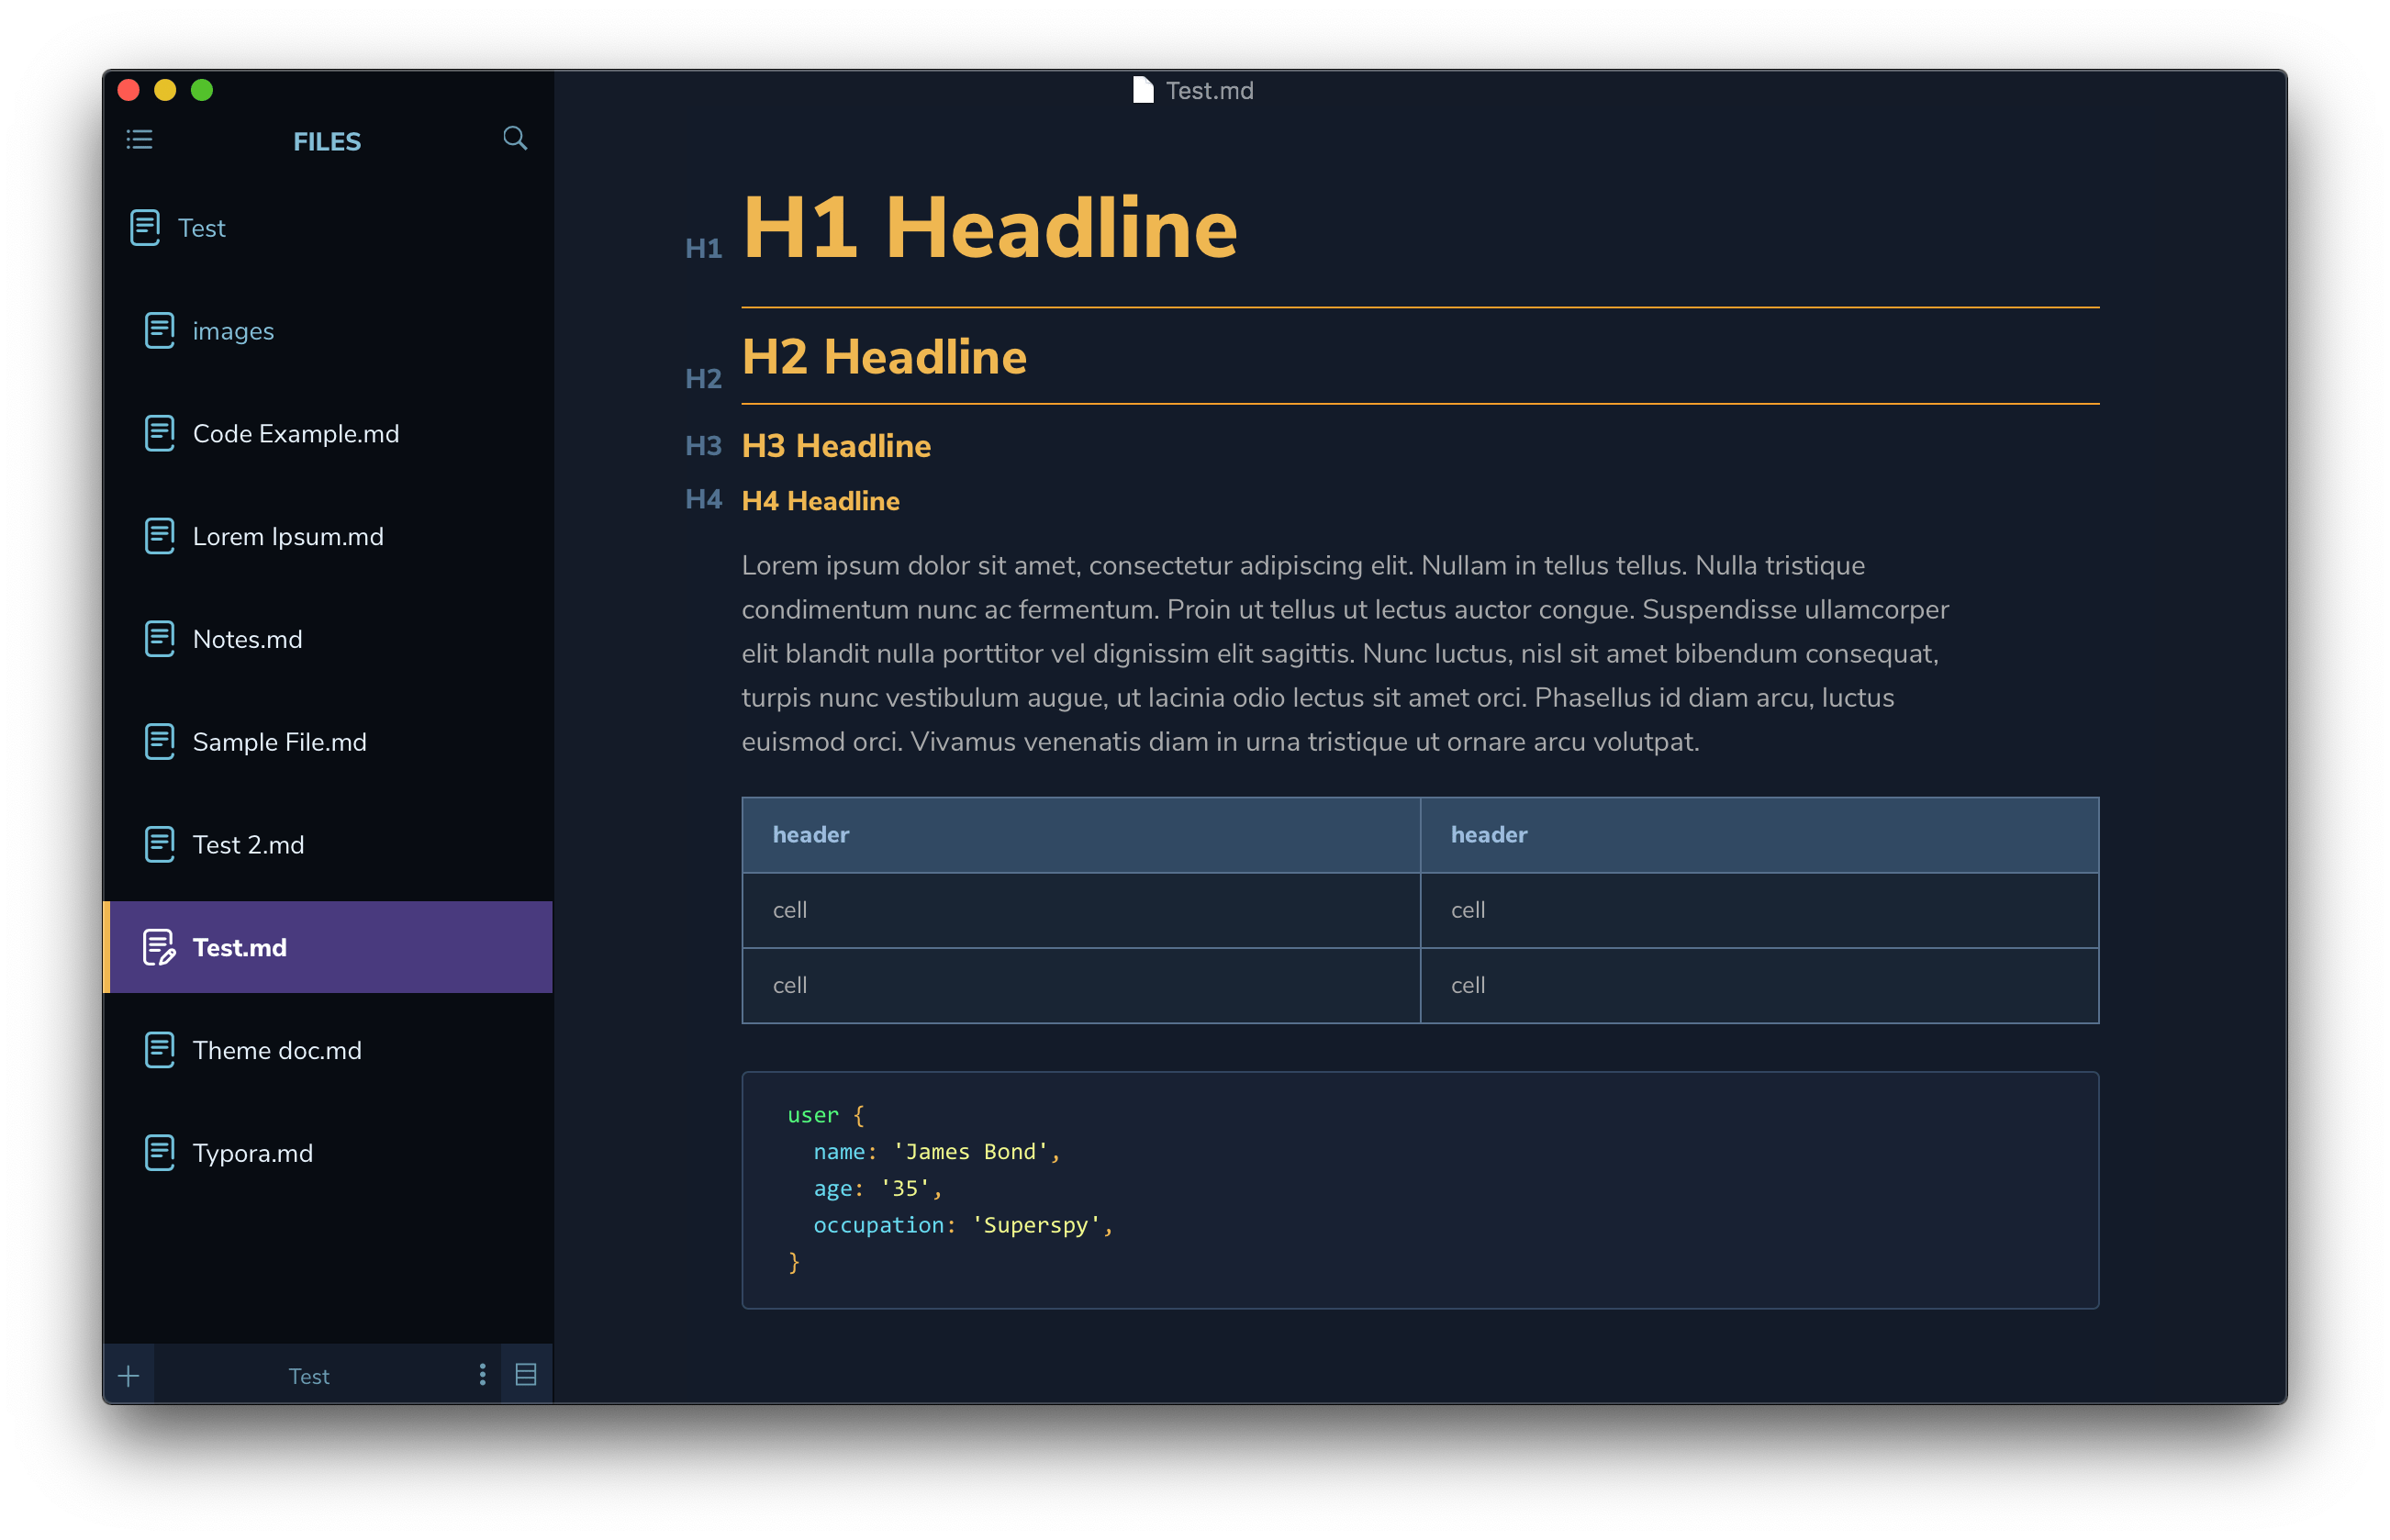 Test.md
FILES
Test
images
Code Example.md
Lorem Ipsum.md
Notes.md
Sample File.md
Test 2.md
Test.md
Theme doc.md
Typora.md
Test
H1 H1 Headline
H2 H2 Headline
H3 H3 Headline
H4 H4 Headline
Lorem ipsum dolor sit amet, consectetur adipiscing elit. Nullam in tellus tellus. Nulla tristique
condimentum nunc ac fermentum. Proin ut tellus ut lectus auctor congue. Suspendisse ullamcorper
elit blandit nulla porttitor vel dignissim elit sagittis. Nunc luctus, nisl sit amet bibendum consequat,
turpis nunc vestibulum augue, ut lacinia odio lectus sit amet orci. Phasellus id diam arcu, luctus
euismod orci. Vivamus venenatis diam in urna tristique ut ornare arcu volutpat.
header header
cell cell
cell cell
user {
  name: 'James Bond',
  age: '35',
  occupation: 'Superspy',
}